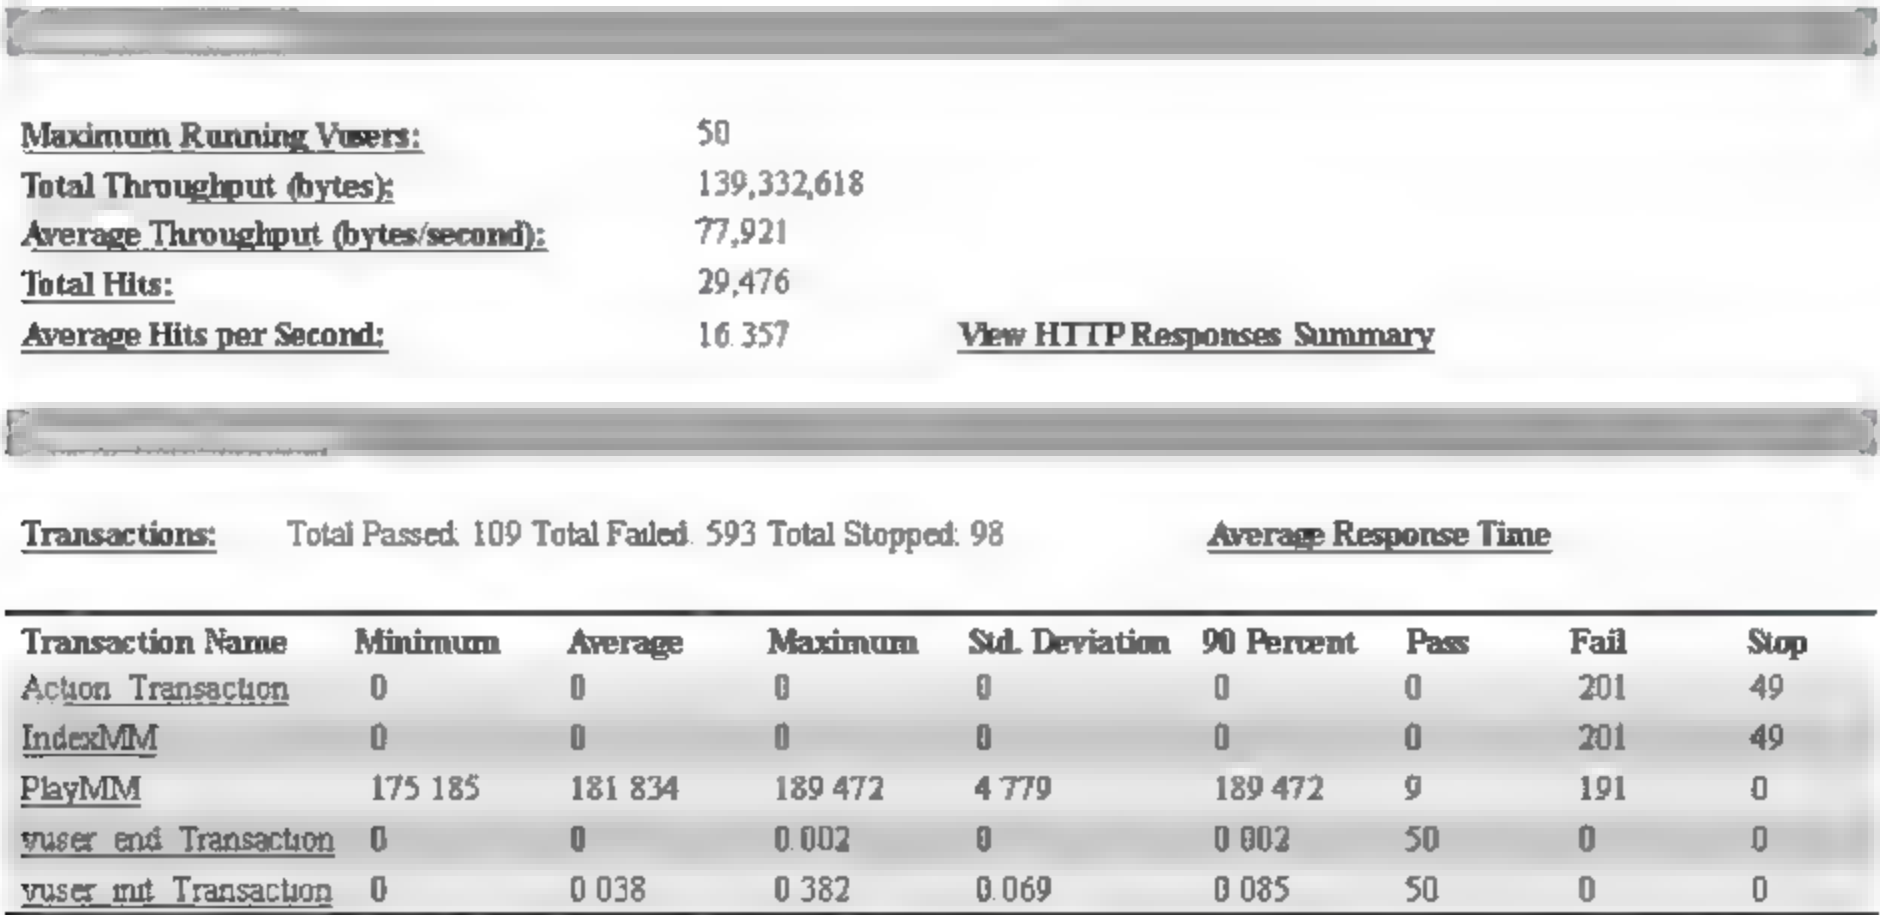 Maximum Running Vusers: 50
Total Throughput (bytes): 139,332,618
Average Throughput (bytes/second): 77,921
Total Hits: 29,476
Average Hits per Second: 16.357 View HTTP Responses Summary
Transactions: Total Passed: 109 Total Failed: 593 Total Stopped: 98 Average Response Time
Transaction Name Minimum Average Maximum Std. Deviation 90 Percent Pass Fail Stop
Action_Transaction 0 0 0 0 0 0 201 49
IndexMM 0 0 0 0 0 0 201 49
PlayMM 175.185 181.834 189.472 4.779 189.472 9 191 0
vuser_end_Transaction 0 0 0.002 0 0.002 50 0 0
vuser_init_Transaction 0 0.038 0.382 0.069 0.085 50 0 0